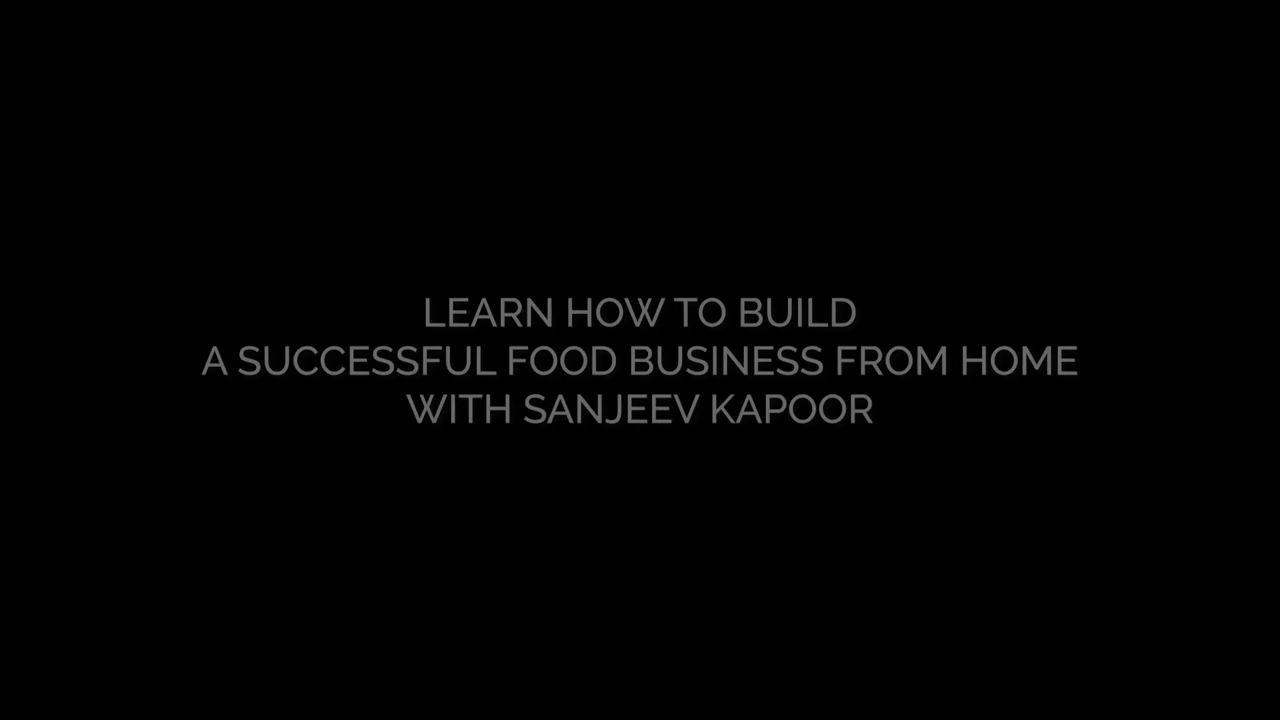 LEARN HOW TO BUILD
A SUCCESSFUL FOOD BUSINESS FROM HOME
WITH SANJEEV KAPOOR